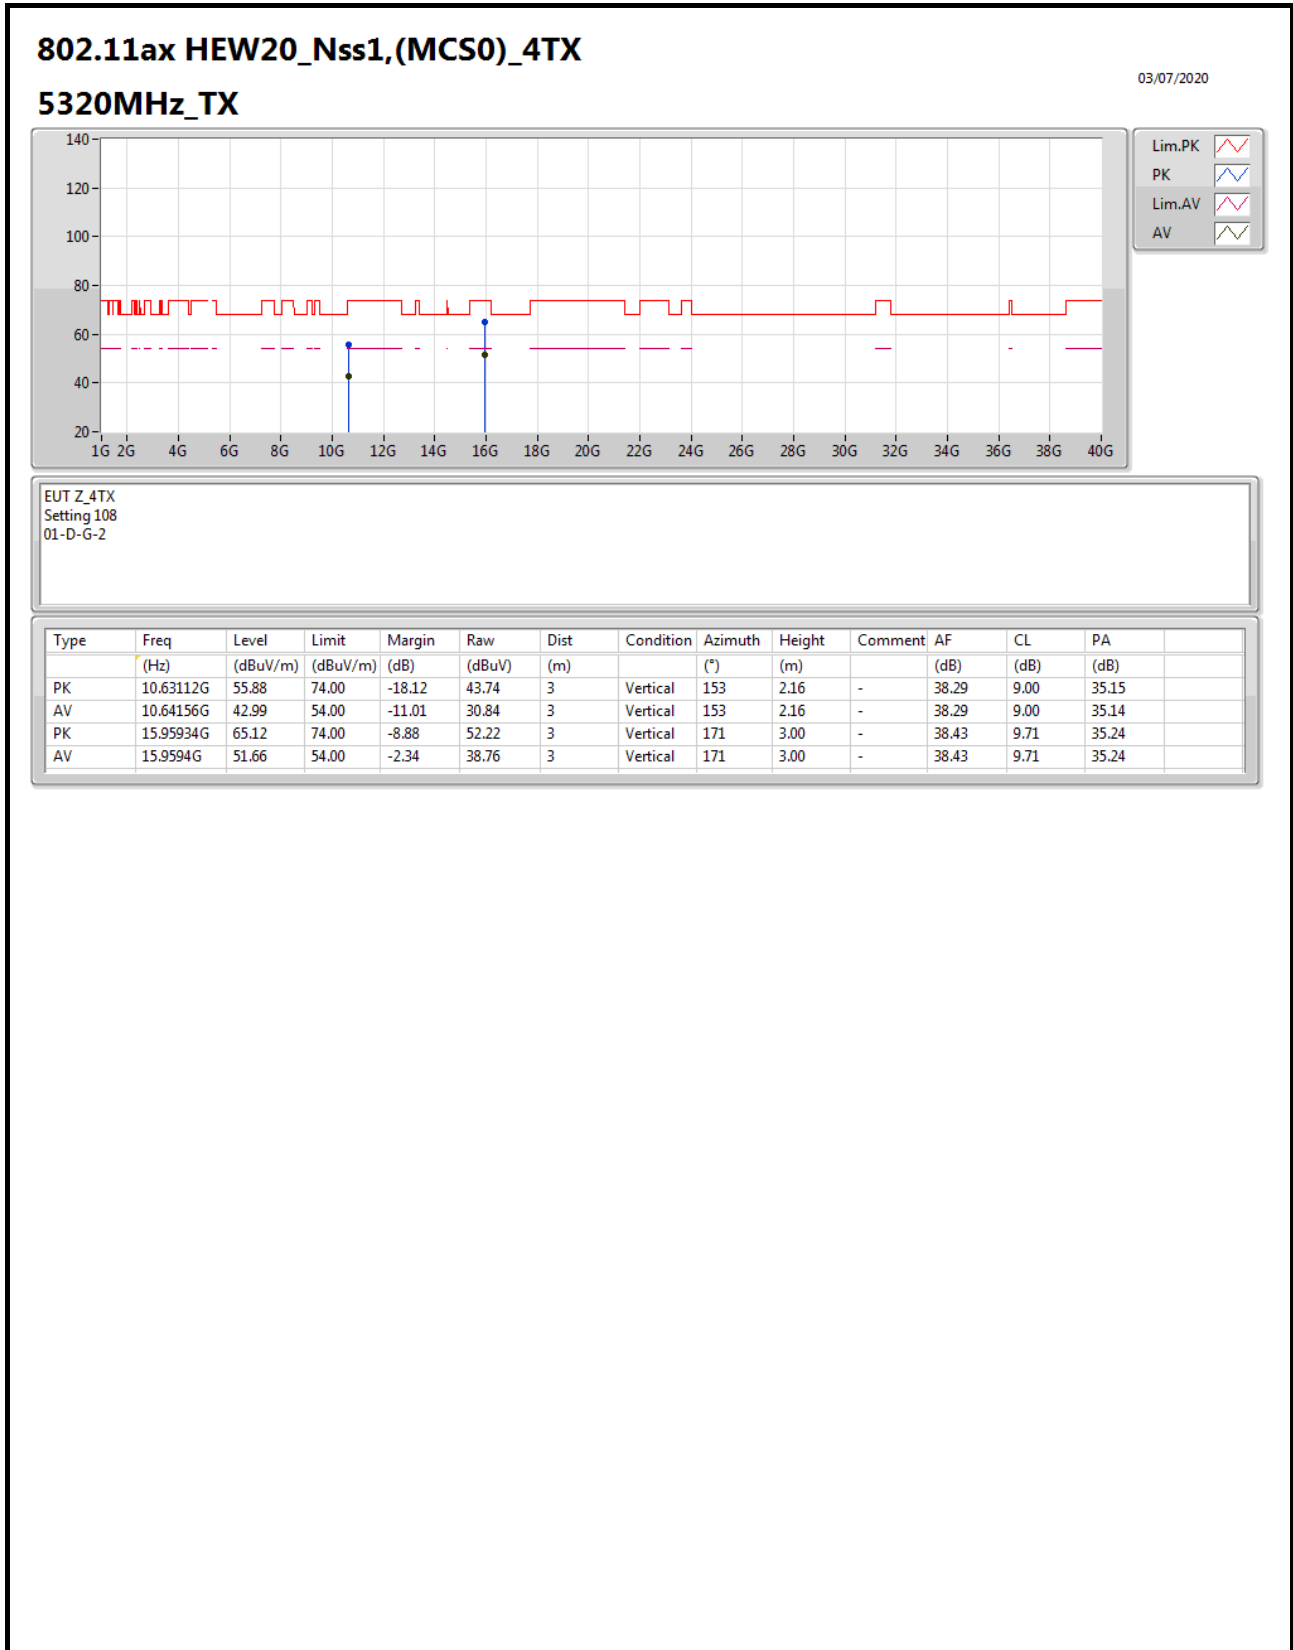 802.11ax HEW20_Nss1,(MCS0)_4TX
03/07/2020
5320MHz_TX
140
120
100
80
60
40
20
1G 2G 4G 6G 8G 10G 12G 14G 16G 18G 20G 22G 24G 26G 28G 30G 32G 34G 36G 38G 40G
Lim.PK
PK
Lim.AV
AV
EUT Z_4TX
Setting 108
01-D-G-2
Type Freq Level Limit Margin Raw Dist Condition Azimuth Height Comment AF CL PA
(Hz) (dBuV/m) (dBuV/m) (dB) (dBuV) (m) (°) (m) (dB) (dB) (dB)
PK 10.63112G 55.88 74.00 -18.12 43.74 3 Vertical 153 2.16 - 38.29 9.00 35.15
AV 10.64156G 42.99 54.00 -11.01 30.84 3 Vertical 153 2.16 - 38.29 9.00 35.14
PK 15.95934G 65.12 74.00 -8.88 52.22 3 Vertical 171 3.00 - 38.43 9.71 35.24
AV 15.9594G 51.66 54.00 -2.34 38.76 3 Vertical 171 3.00 - 38.43 9.71 35.24